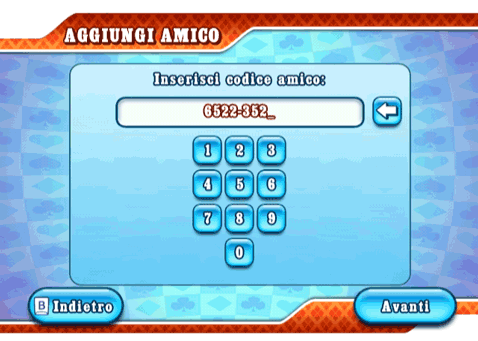 AGGIUNGI AMICO
Inserisci codice amico:
6522-352_
1 2 3
4 5 6
7 8 9
0
B Indietro
Avanti